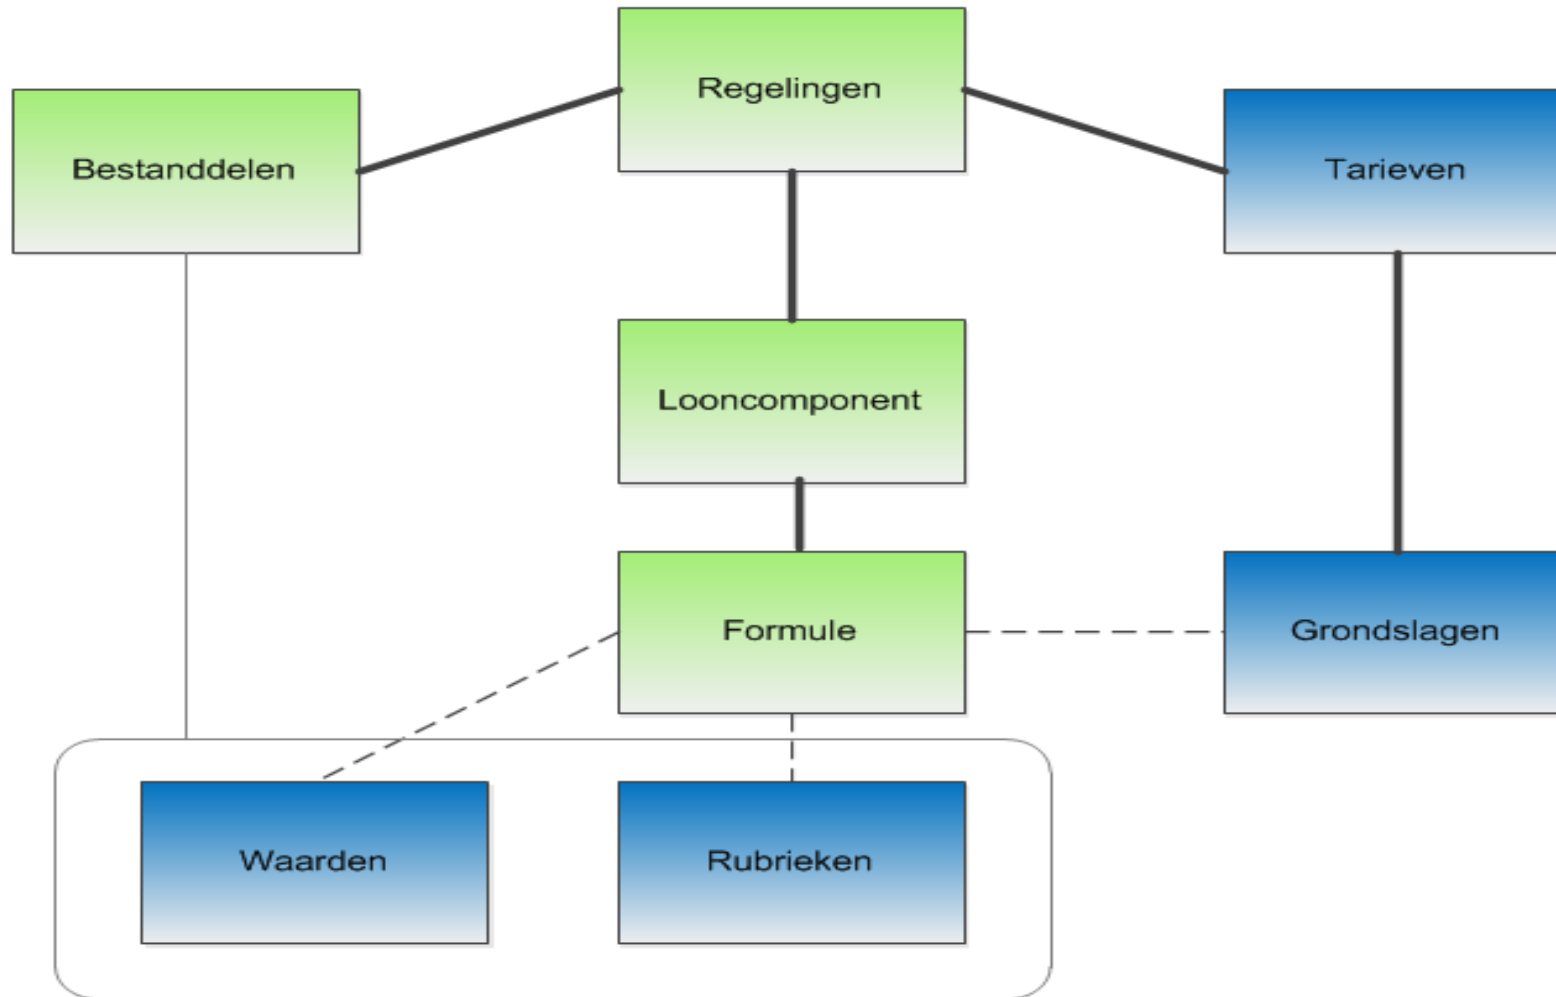 Regelingen
Bestanddelen
Tarieven
Looncomponent
Formule
Grondslagen
Waarden
Rubrieken